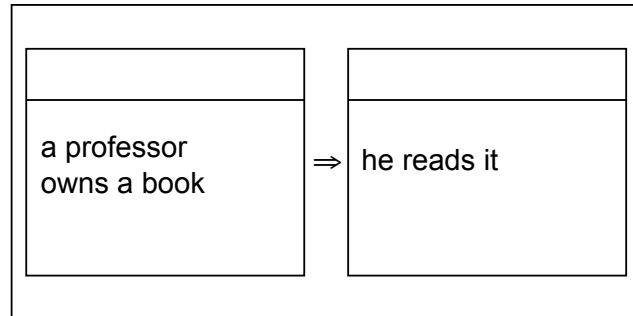 a professor
owns a book
⇒
he reads it